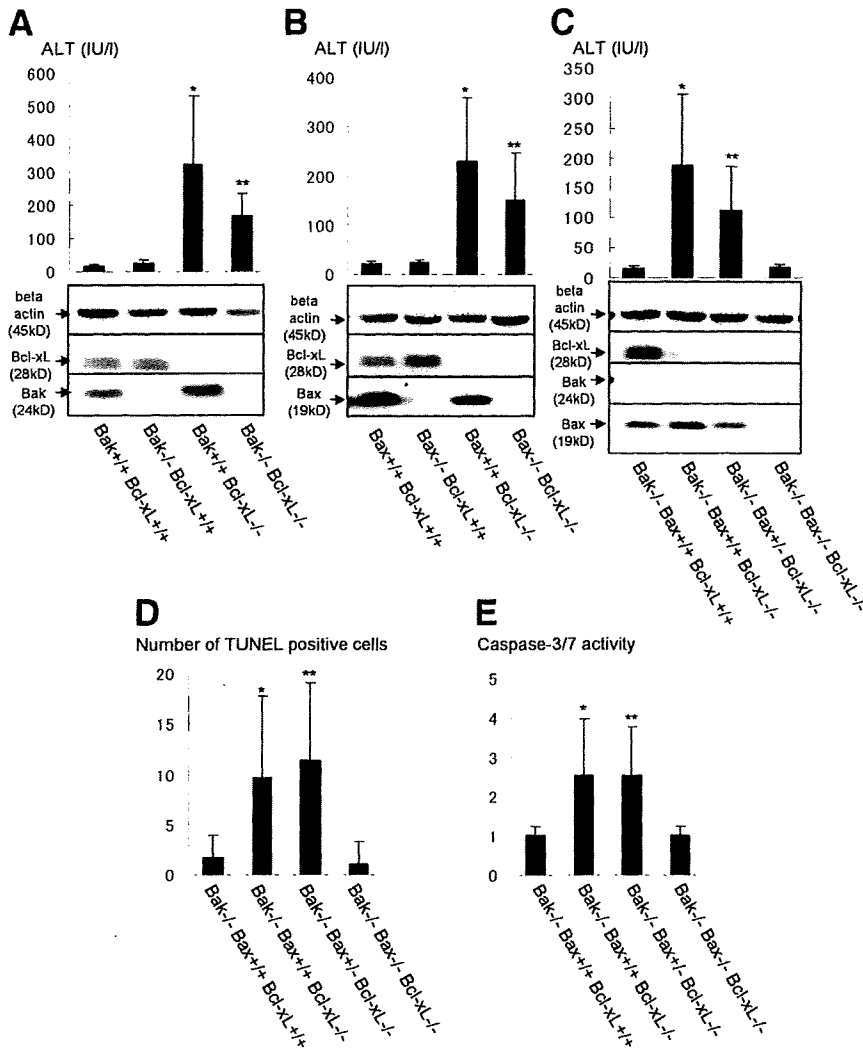 A
ALT (IU/l)
600
500
400
300
200
100
0
*
**
beta
actin
(45kD)
Bcl-xL
(28kD)
Bak
(24kD)
Bak+/+ Bcl-xL+/+
Bak-/- Bcl-xL+/+
Bak+/+ Bcl-xL-/-
Bak-/- Bcl-xL-/-
B
ALT (IU/l)
400
300
200
100
0
*
**
beta
actin
(45kD)
Bcl-xL
(28kD)
Bax
(19kD)
Bax+/+ Bcl-xL+/+
Bax-/- Bcl-xL+/+
Bax+/+ Bcl-xL-/-
Bax-/- Bcl-xL-/-
C
ALT (IU/l)
350
300
250
200
150
100
50
0
*
**
beta
actin
(45kD)
Bcl-xL
(28kD)
Bak
(24kD)
Bax
(19kD)
Bak-/- Bax+/+ Bcl-xL+/+
Bak-/- Bax+/+ Bcl-xL-/-
Bak-/- Bax+/- Bcl-xL-/-
Bak-/- Bax-/- Bcl-xL-/-
D
Number of TUNEL positive cells
20
15
10
5
0
*
**
Bak-/- Bax+/+ Bcl-xL+/+
Bak-/- Bax+/+ Bcl-xL-/-
Bak-/- Bax+/- Bcl-xL-/-
Bak-/- Bax-/- Bcl-xL-/-
E
Caspase-3/7 activity
5
4
3
2
1
0
*
**
Bak-/- Bax+/+ Bcl-xL+/+
Bak-/- Bax+/+ Bcl-xL-/-
Bak-/- Bax+/- Bcl-xL-/-
Bak-/- Bax-/- Bcl-xL-/-